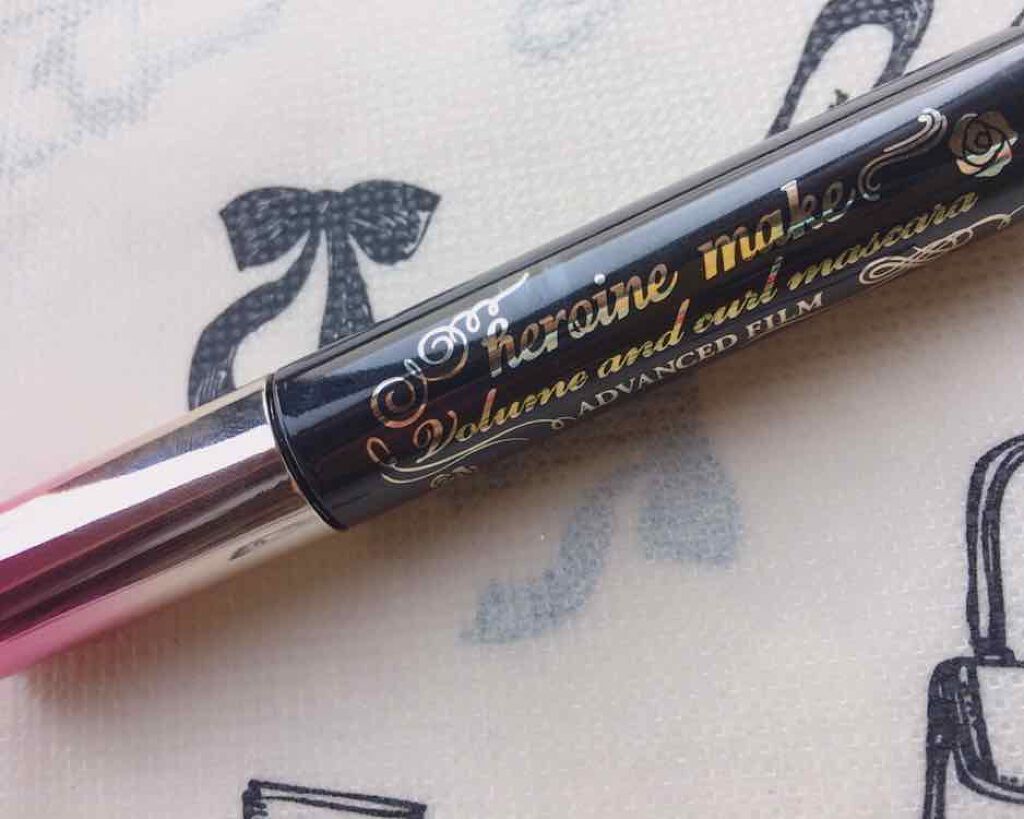 heroine make
Volume and curl mascara
ADVANCED FILM